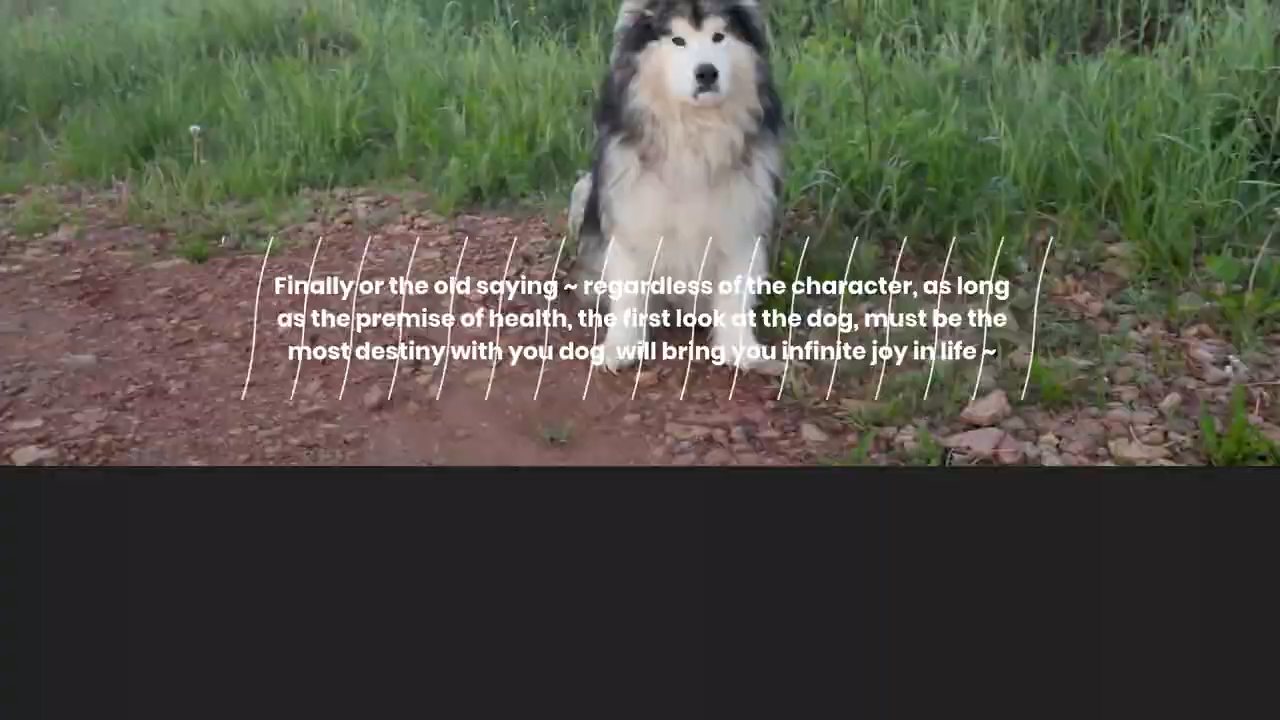 Finally or the old saying ~ regardless of the character, as long
as the premise of health, the first look at the dog, must be the
most destiny with you dog, will bring you infinite joy in life ~